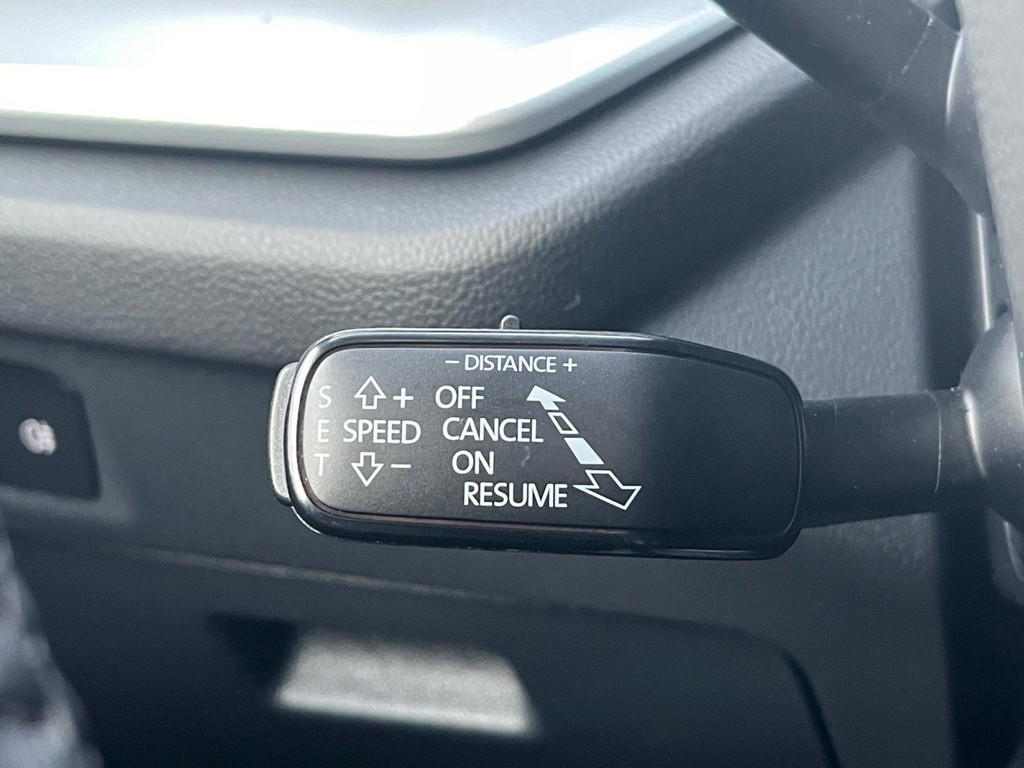 - DISTANCE +
S + OFF
E SPEED CANCEL
T - ON
RESUME